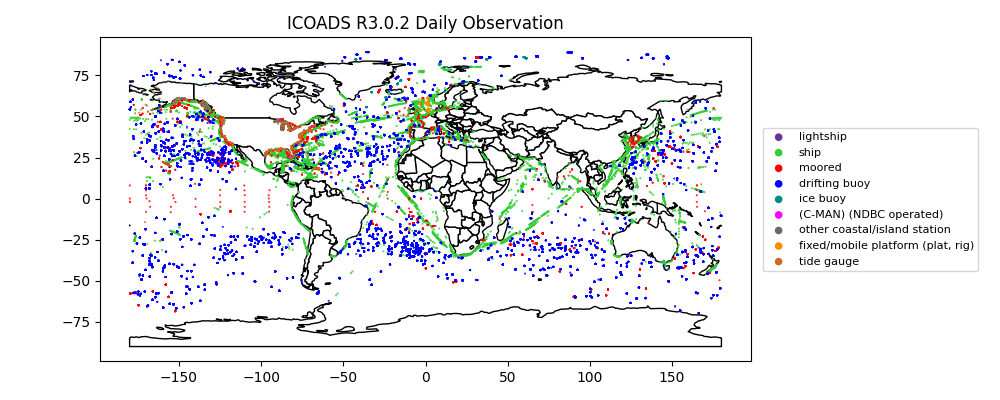 ICOADS R3.0.2 Daily Observation
75
50
25
0
−25
−50
−75
−150
−100
−50
0
50
100
150
lightship
ship
moored
drifting buoy
ice buoy
(C-MAN) (NDBC operated)
other coastal/island station
fixed/mobile platform (plat, rig)
tide gauge